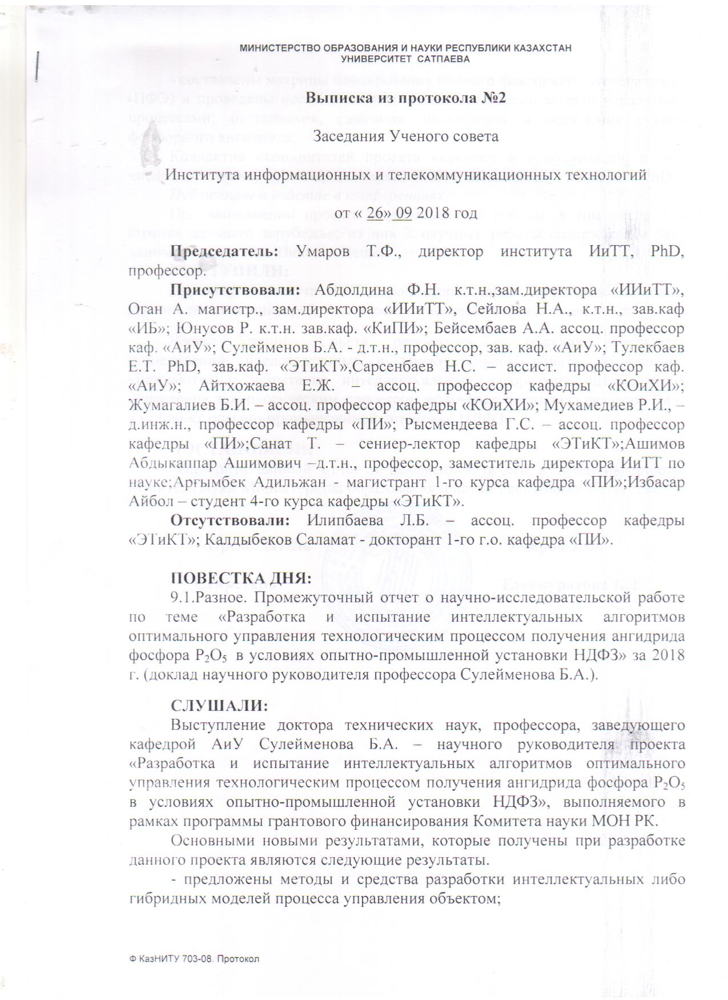 МИНИСТЕРСТВО ОБРАЗОВАНИЯ И НАУКИ РЕСПУБЛИКИ КАЗАХСТАН
УНИВЕРСИТЕТ САТПАЕВА
Выписка из протокола №2
Заседания Ученого совета
Института информационных и телекоммуникационных технологий
от « 26» 09 2018 год
Председатель: Умаров Т.Ф., директор института ИиТТ, PhD,
профессор.
Присутствовали: Абдолдина Ф.Н. к.т.н.,зам.директора «ИИиТТ»,
Оган А. магистр., зам.директора «ИИиТТ», Сейлова Н.А., к.т.н., зав.каф
«ИБ»; Юнусов Р. к.т.н. зав.каф. «КиПИ»; Бейсембаев А.А. ассоц. профессор
каф. «АиУ»; Сулейменов Б.А. - д.т.н., профессор, зав. каф. «АиУ»; Тулекбаев
Е.Т. PhD, зав.каф. «ЭТиКТ»,Сарсенбаев Н.С. – ассист. профессор каф.
«АиУ»; Айтхожаева Е.Ж. – ассоц. профессор кафедры «КОиХИ»;
Жумагалиев Б.И. – ассоц. профессор кафедры «КОиХИ»; Мухамедиев Р.И., –
д.инж.н., профессор кафедры «ПИ»; Рысмендеева Г.С. – ассоц. профессор
кафедры «ПИ»;Санат Т. – сениер-лектор кафедры «ЭТиКТ»;Ашимов
Абдыкаппар Ашимович –д.т.н., профессор, заместитель директора ИиТТ по
науке;Арғымбек Адильжан - магистрант 1-го курса кафедра «ПИ»;Избасар
Айбол – студент 4-го курса кафедры «ЭТиКТ».
Отсутствовали: Илипбаева Л.Б. – ассоц. профессор кафедры
«ЭТиКТ»; Калдыбеков Саламат - докторант 1-го г.о. кафедра «ПИ».
ПОВЕСТКА ДНЯ:
9.1.Разное. Промежуточный отчет о научно-исследовательской работе
по теме «Разработка и испытание интеллектуальных алгоритмов
оптимального управления технологическим процессом получения ангидрида
фосфора P₂O₅ в условиях опытно-промышленной установки НДФЗ» за 2018
г. (доклад научного руководителя профессора Сулейменова Б.А.).
СЛУШАЛИ:
Выступление доктора технических наук, профессора, заведующего
кафедрой АиУ Сулейменова Б.А. – научного руководителя проекта
«Разработка и испытание интеллектуальных алгоритмов оптимального
управления технологическим процессом получения ангидрида фосфора P₂O₅
в условиях опытно-промышленной установки НДФЗ», выполняемого в
рамках программы грантового финансирования Комитета науки МОН РК.
Основными новыми результатами, которые получены при разработке
данного проекта являются следующие результаты.
- предложены методы и средства разработки интеллектуальных либо
гибридных моделей процесса управления объектом;
Ф КазНИТУ 703-08. Протокол